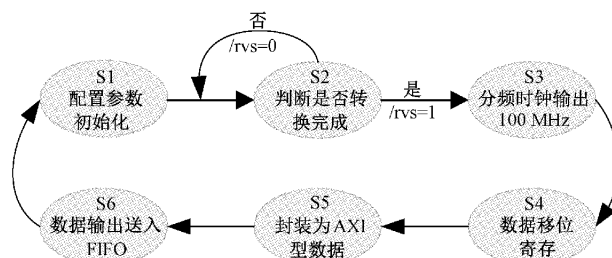 否
/rvs=0
S1
配置参数
初始化
S2
判断是否转
换完成
是
/rvs=1
S3
分频时钟输出
100 MHz
S6
数据输出送入
FIFO
S5
封装为AXI
型数据
S4
数据移位
寄存